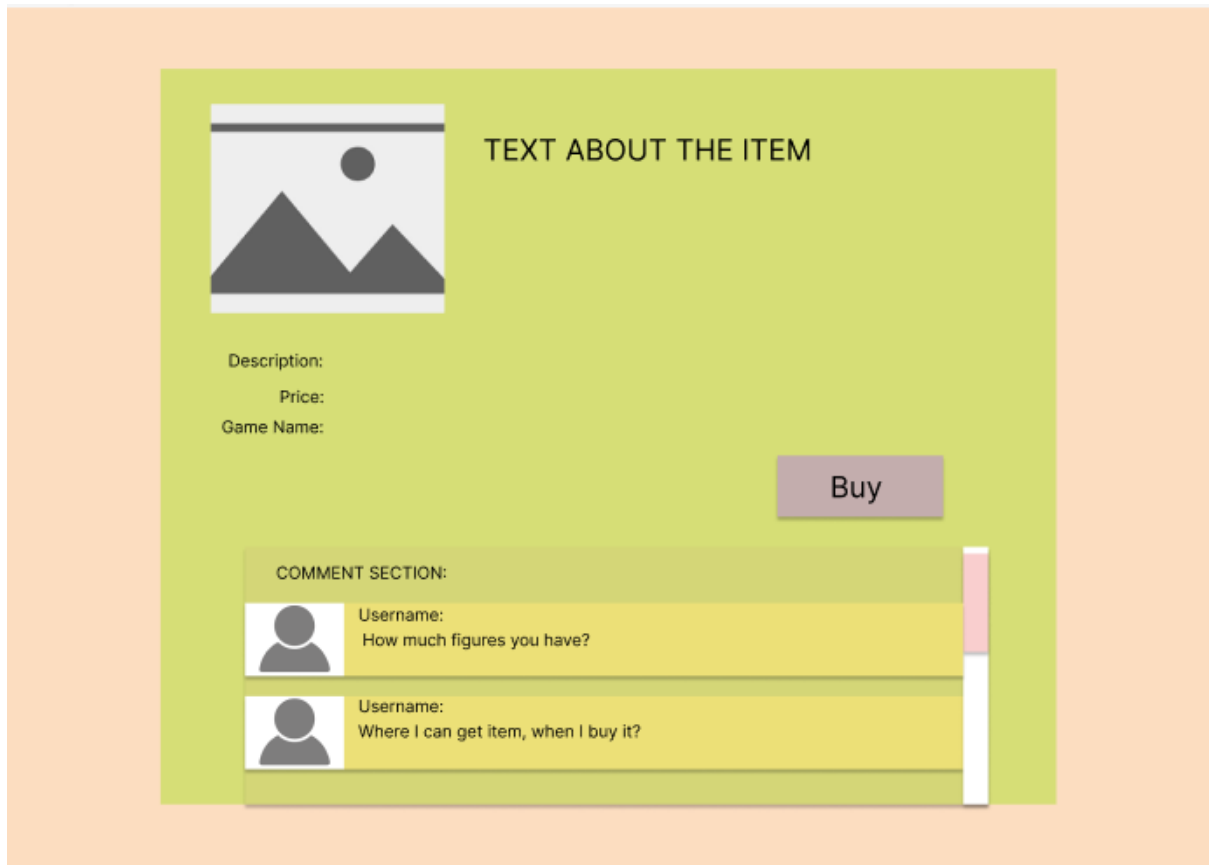 TEXT ABOUT THE ITEM
Description:
Price:
Game Name:
Buy
COMMENT SECTION:
Username:
How much figures you have?
Username:
Where I can get item, when I buy it?